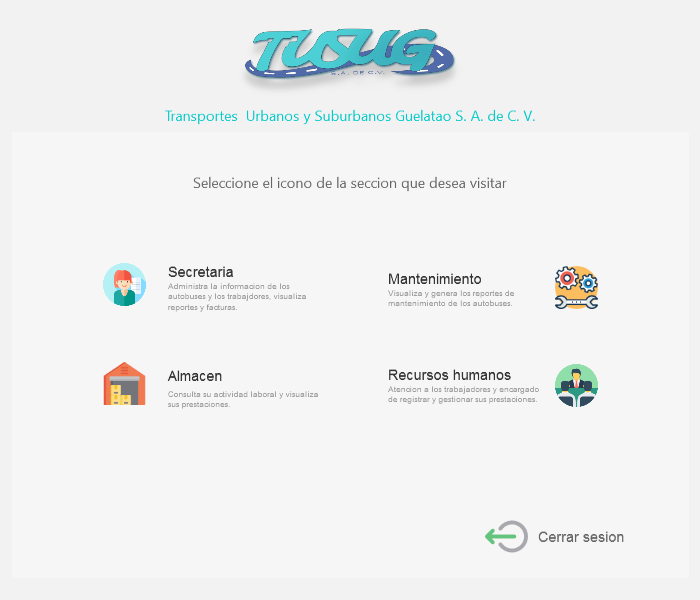 TUSUG
S.A. DE C.V.
Transportes  Urbanos y Suburbanos Guelatao S. A. de C. V.
Seleccione el icono de la seccion que desea visitar
Secretaria
Administra la informacion de los
autobuses y los trabajdores, visualiza
reportes y facturas.
Mantenimiento
Visualiza y genera los reportes de
mantenimiento de los autobuses.
Almacen
Consulta su actividad laboral y visualiza
sus prestaciones.
Recursos humanos
Atencion a los trabajadores y encargado
de registrar y gestionar sus prestaciones.
Cerrar sesion